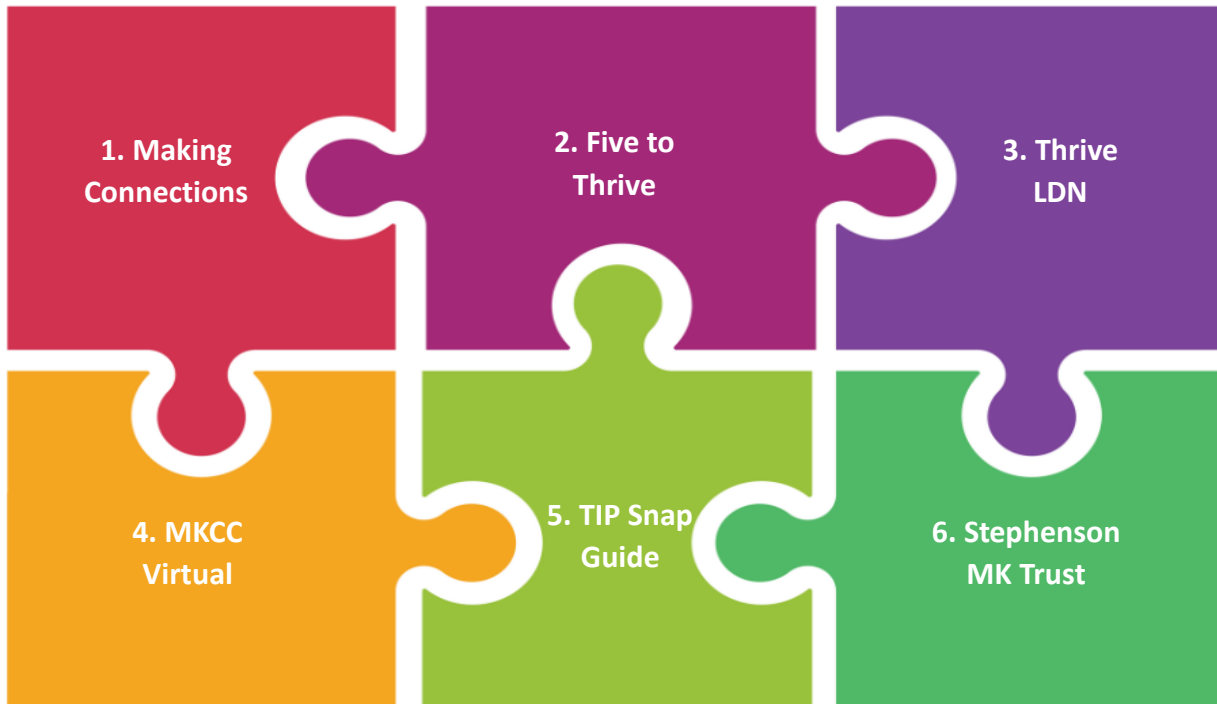 1. Making
Connections
2. Five to
Thrive
3. Thrive
LDN
4. MKCC
Virtual
5. TIP Snap
Guide
6. Stephenson
MK Trust